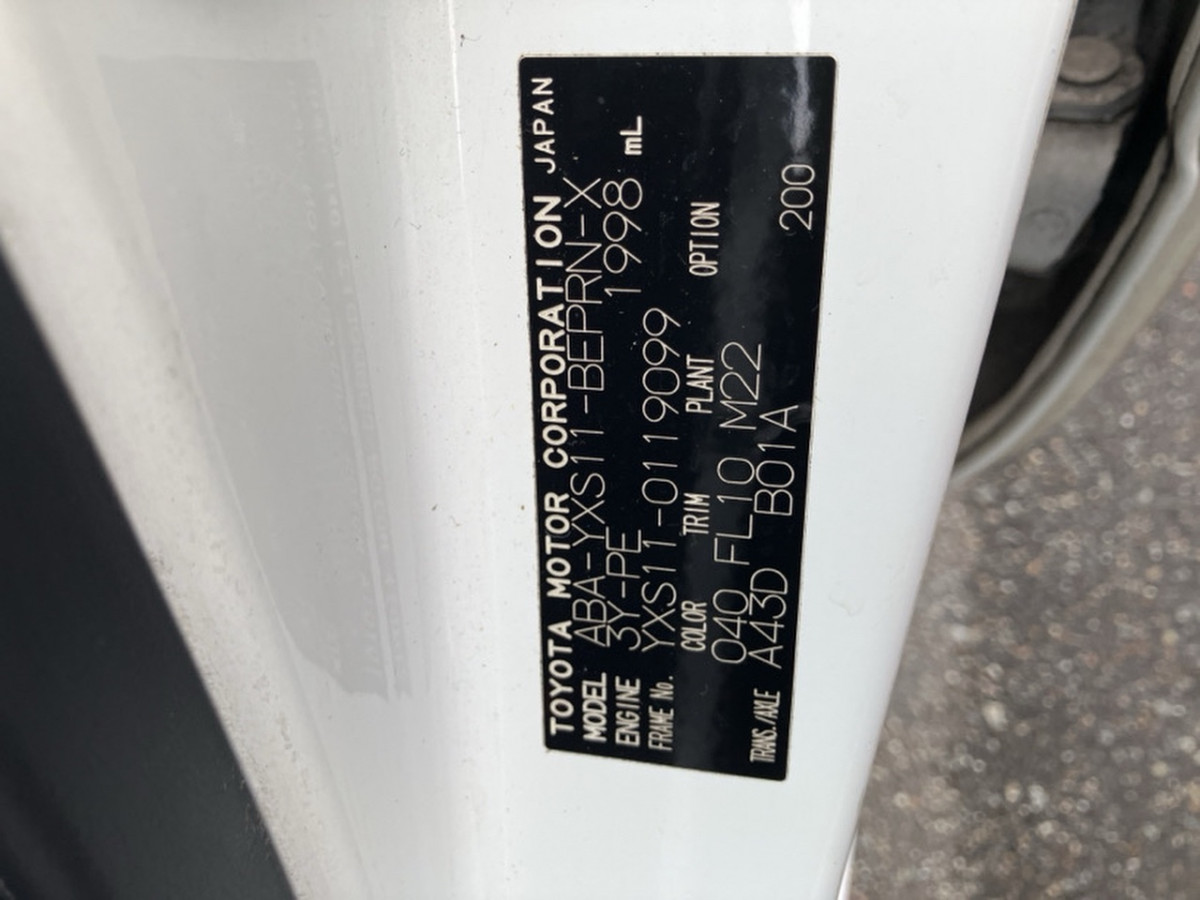 TOYOTA MOTOR CORPORATION JAPAN
MODEL ABA-YXS11-BEPRN-X
ENGINE 3Y-PE 1998 mL
FRAME No. YXS11-0119099
COLOR TRIM PLANT OPTION
040 FL10 M22
TRANS./AXLE A43D B01A 200